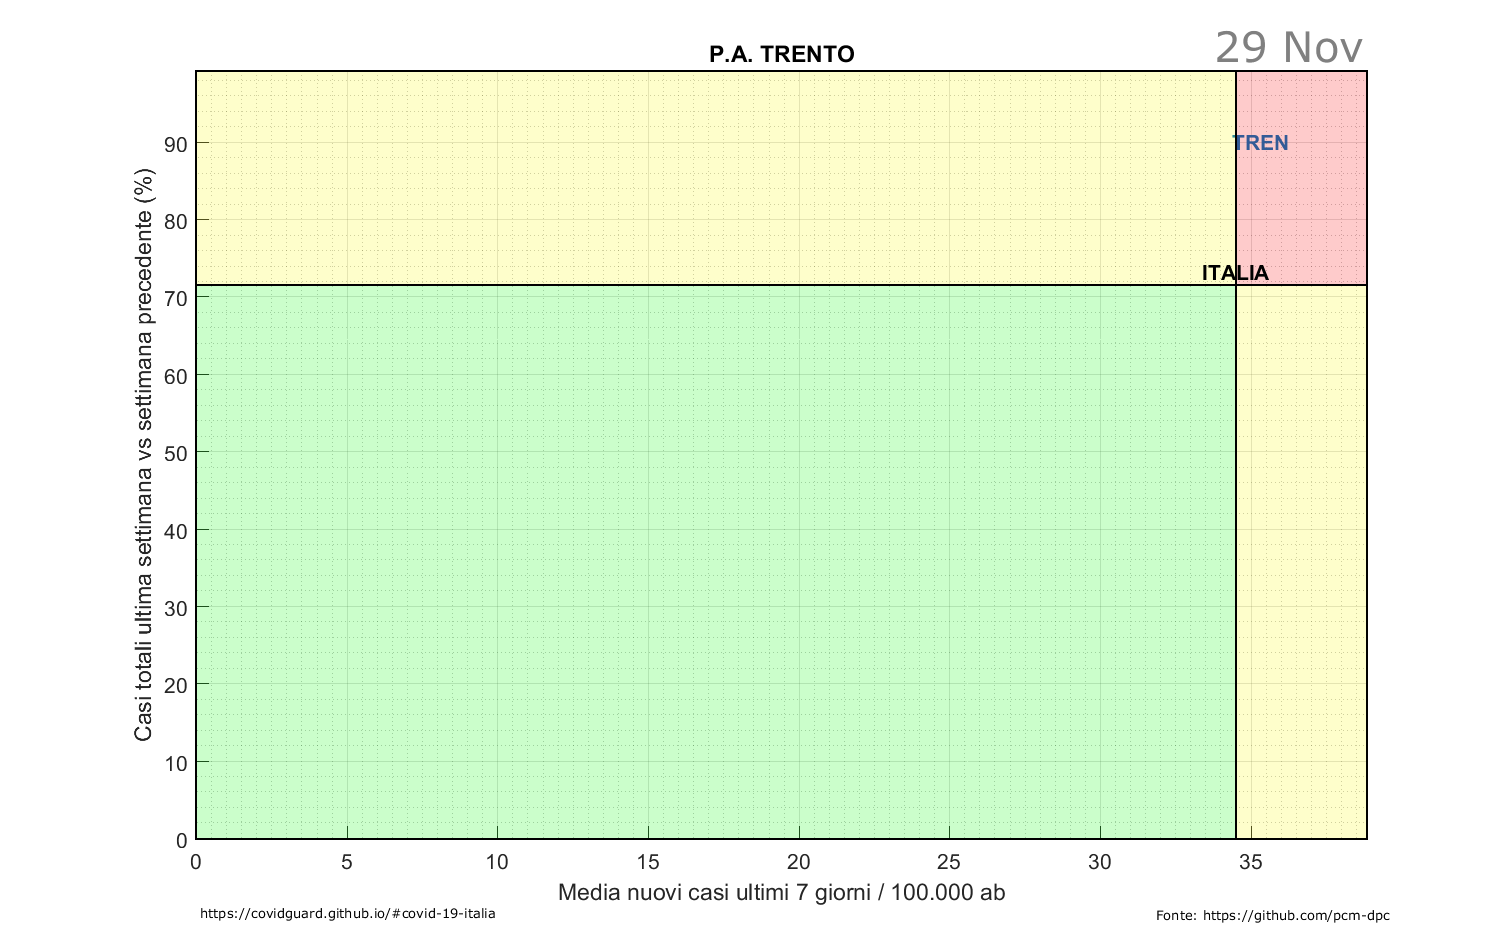 29 Nov
P.A. TRENTO
90
TREN
80
ITALIA
70
60
50
40
30
20
10
0
Casi totali ultima settimana vs settimana precedente (%)
0 5 10 15 20 25 30 35
Media nuovi casi ultimi 7 giorni / 100.000 ab
https://covidguard.github.io/#covid-19-italia
Fonte: https://github.com/pcm-dpc